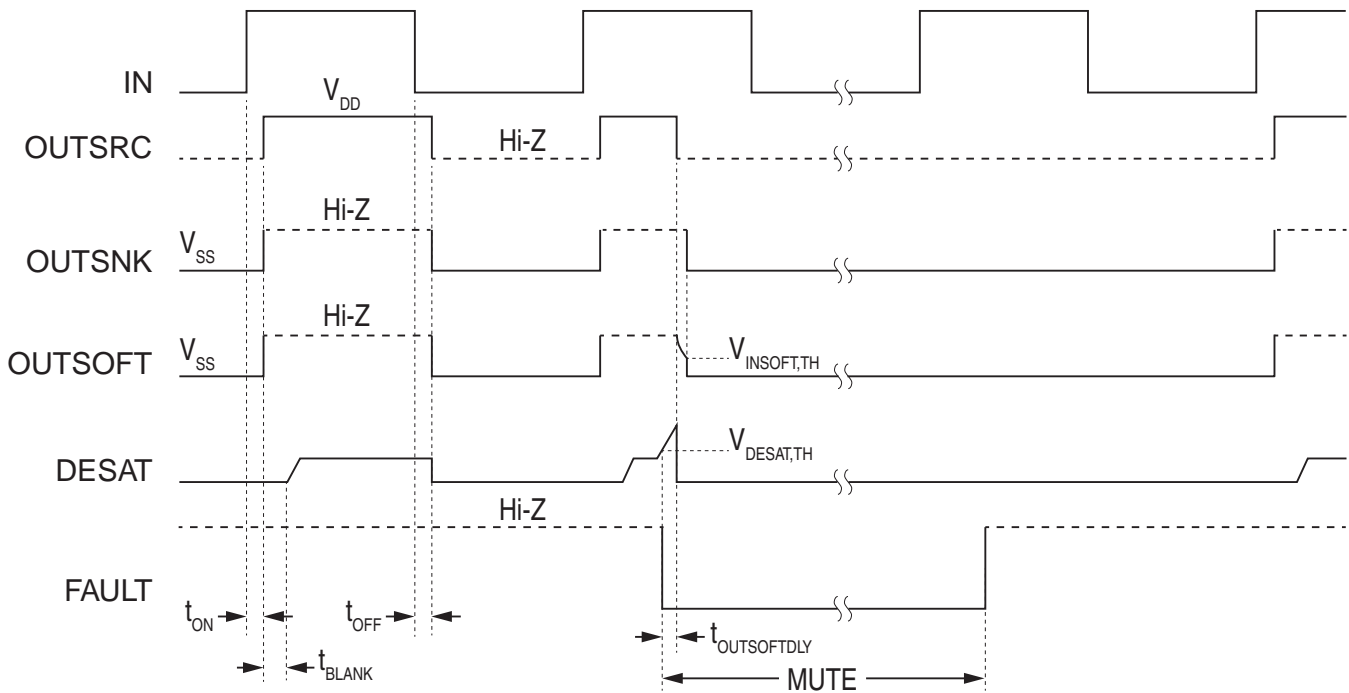 IN
V_DD
OUTSRC
Hi-Z
Hi-Z
OUTSNK
V_SS
Hi-Z
OUTSOFT
V_SS
V_INSOFT,TH
DESAT
V_DESAT,TH
Hi-Z
FAULT
t_ON
t_OFF
t_OUTSOFTDLY
t_BLANK
MUTE